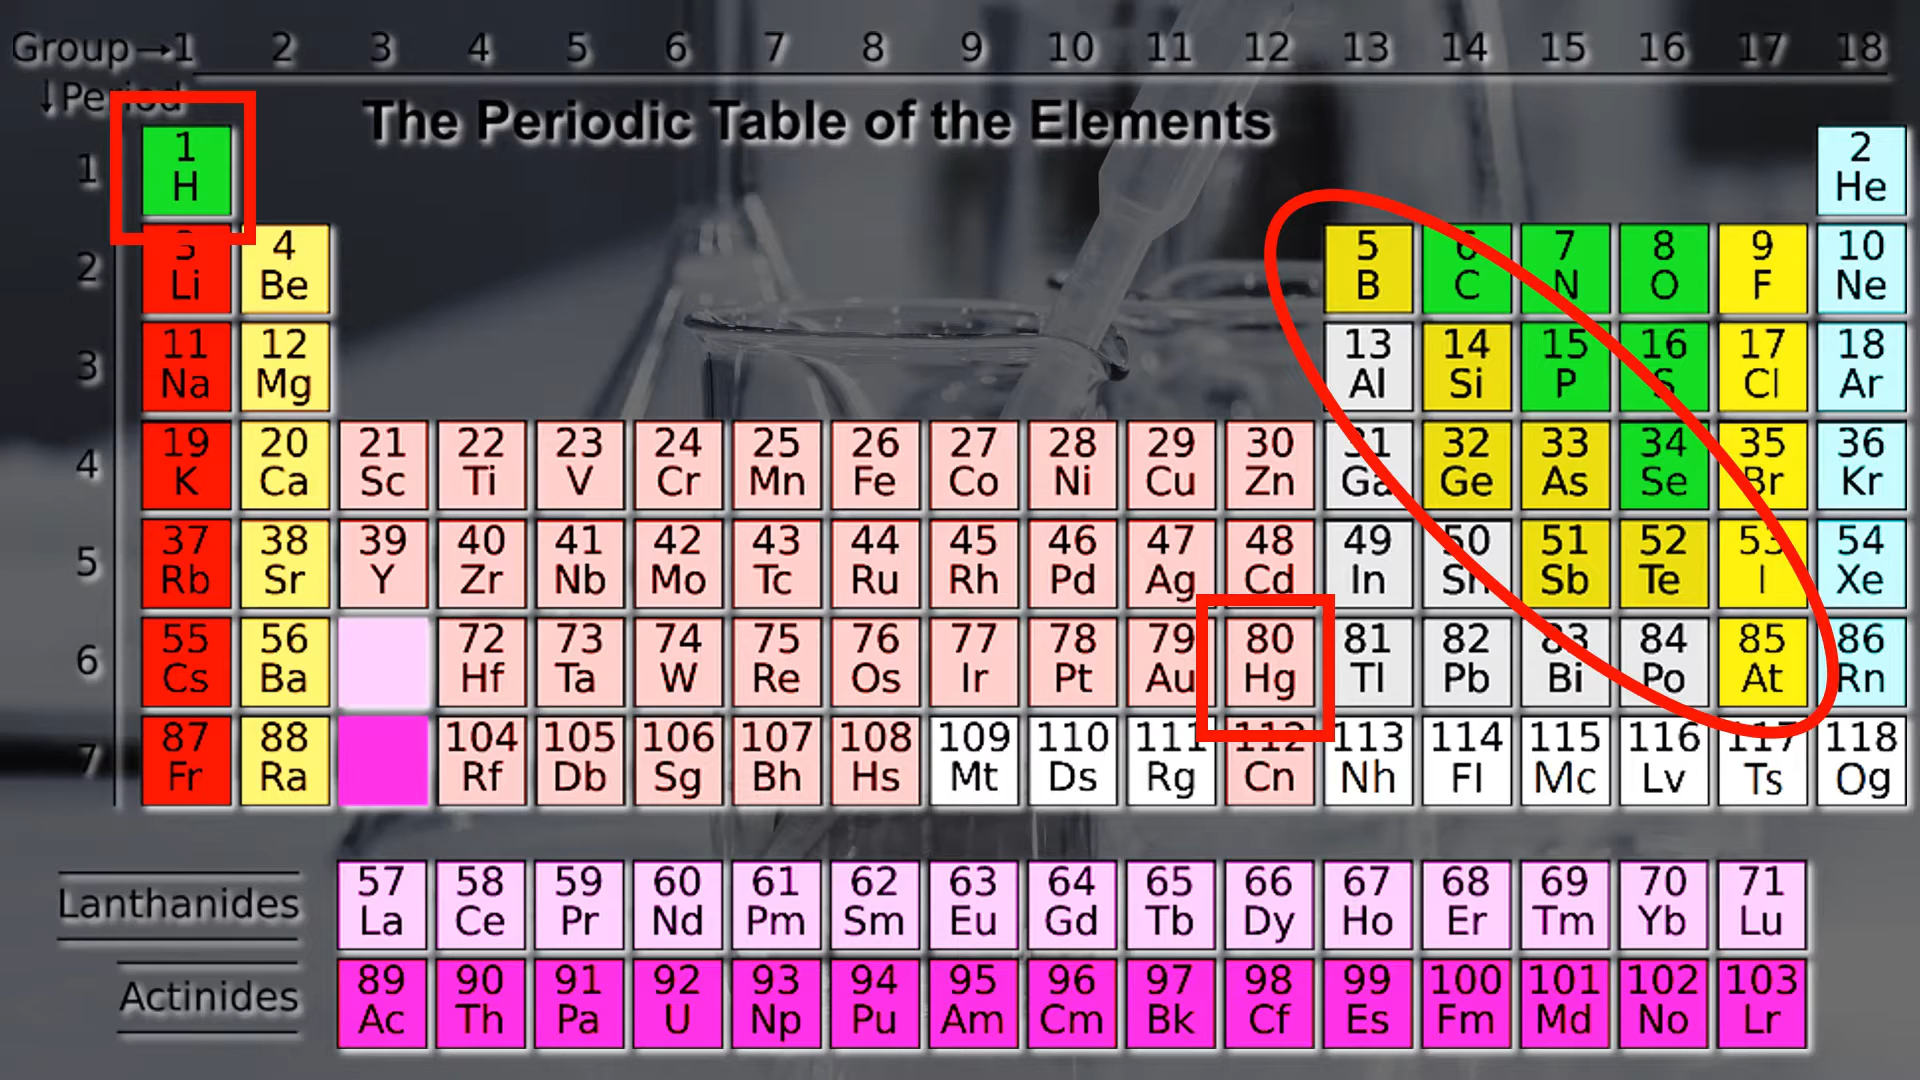 Group→1 2 3 4 5 6 7 8 9 10 11 12 13 14 15 16 17 18
↓Period
The Periodic Table of the Elements
1 1 2
H He
2 3 4 5 6 7 8 9 10
Li Be B C N O F Ne
3 11 12 13 14 15 16 17 18
Na Mg Al Si P S Cl Ar
4 19 20 21 22 23 24 25 26 27 28 29 30 31 32 33 34 35 36
K Ca Sc Ti V Cr Mn Fe Co Ni Cu Zn Ga Ge As Se Br Kr
5 37 38 39 40 41 42 43 44 45 46 47 48 49 50 51 52 53 54
Rb Sr Y Zr Nb Mo Tc Ru Rh Pd Ag Cd In Sn Sb Te I Xe
6 55 56 72 73 74 75 76 77 78 79 80 81 82 83 84 85 86
Cs Ba Hf Ta W Re Os Ir Pt Au Hg Tl Pb Bi Po At Rn
7 87 88 104 105 106 107 108 109 110 111 112 113 114 115 116 117 118
Fr Ra Rf Db Sg Bh Hs Mt Ds Rg Cn Nh Fl Mc Lv Ts Og
57 58 59 60 61 62 63 64 65 66 67 68 69 70 71
Lanthanides La Ce Pr Nd Pm Sm Eu Gd Tb Dy Ho Er Tm Yb Lu
89 90 91 92 93 94 95 96 97 98 99 100 101 102 103
Actinides Ac Th Pa U Np Pu Am Cm Bk Cf Es Fm Md No Lr